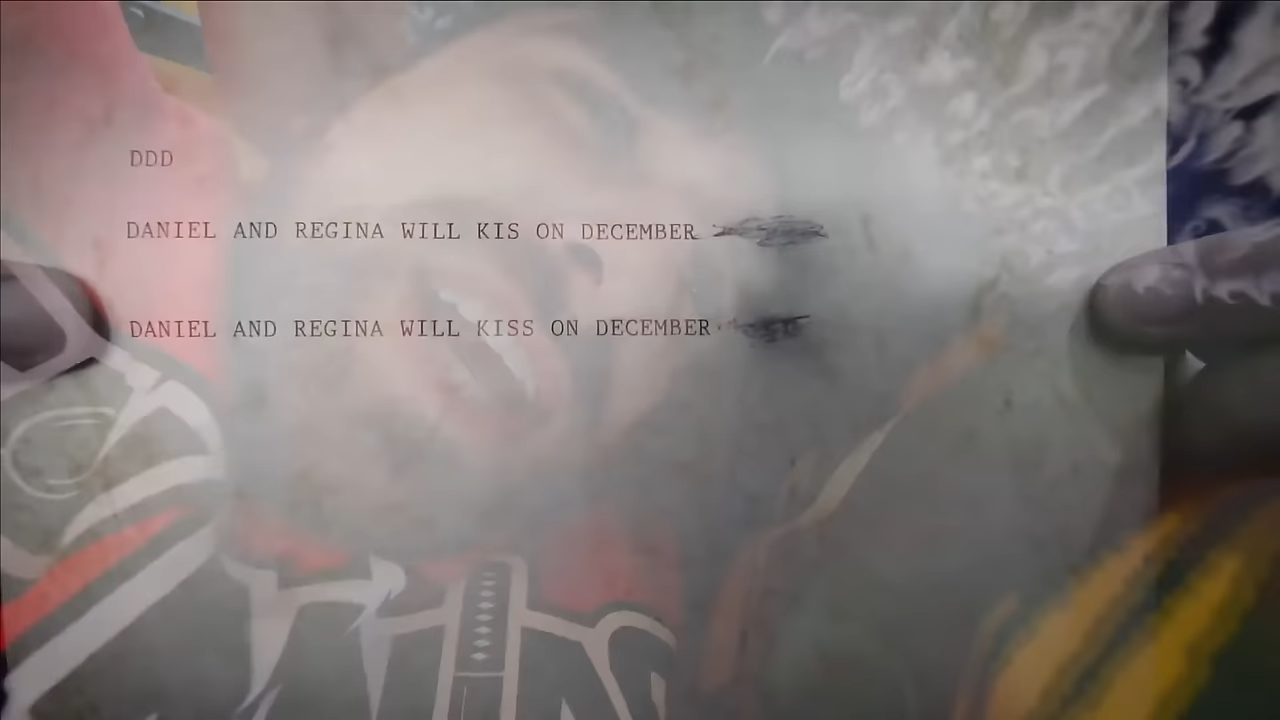 DDD
DANIEL AND REGINA WILL KIS ON DECEMBER
DANIEL AND REGINA WILL KISS ON DECEMBER